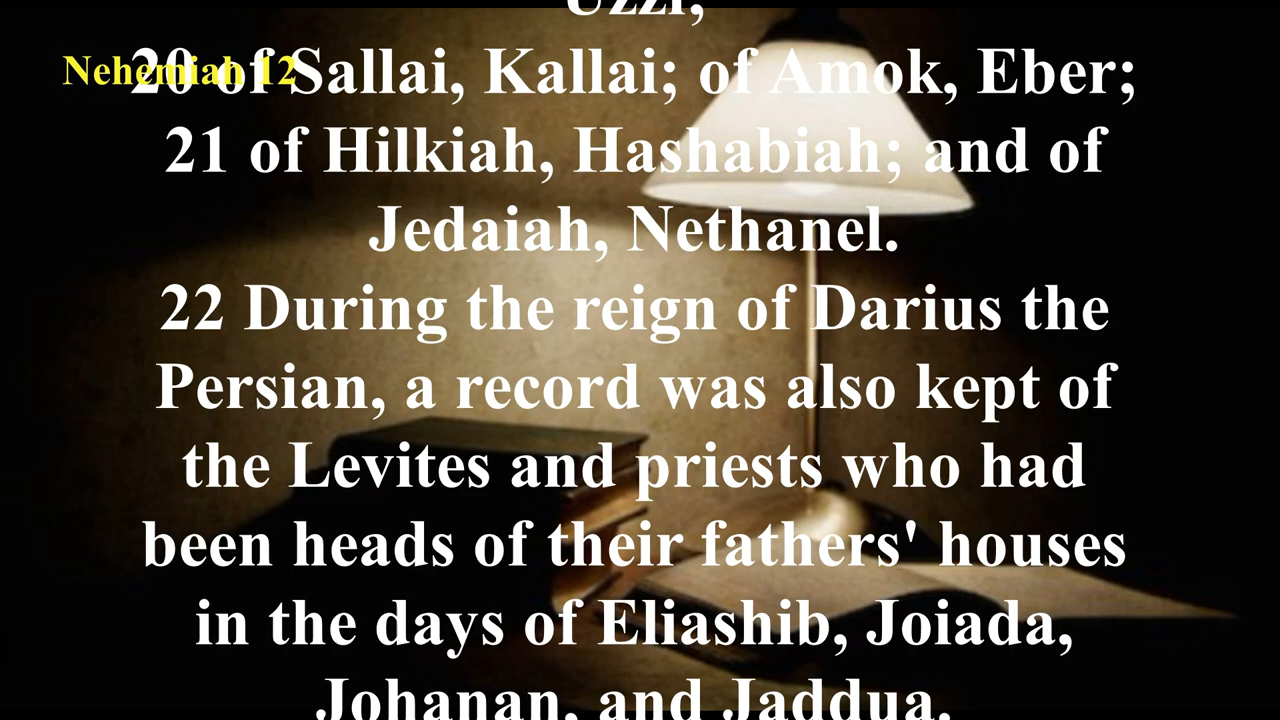 Uzzi;
Nehemiah 12
20 of Sallai, Kallai; of Amok, Eber;
21 of Hilkiah, Hashabiah; and of
Jedaiah, Nethanel.
22 During the reign of Darius the
Persian, a record was also kept of
the Levites and priests who had
been heads of their fathers' houses
in the days of Eliashib, Joiada,
Johanan, and Jaddua.